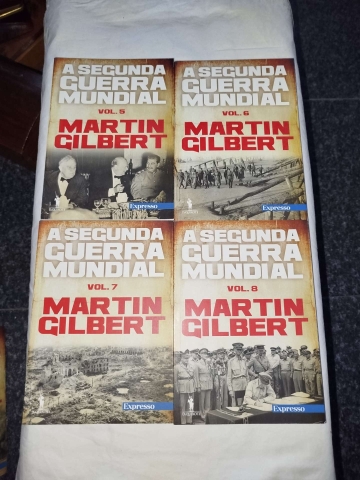 A SEGUNDA
GUERRA
MUNDIAL
VOL. 5
MARTIN
GILBERT
Expresso
A SEGUNDA
GUERRA
MUNDIAL
VOL. 6
MARTIN
GILBERT
Expresso
A SEGUNDA
GUERRA
MUNDIAL
VOL. 7
MARTIN
GILBERT
Expresso
A SEGUNDA
GUERRA
MUNDIAL
VOL. 8
MARTIN
GILBERT
Expresso